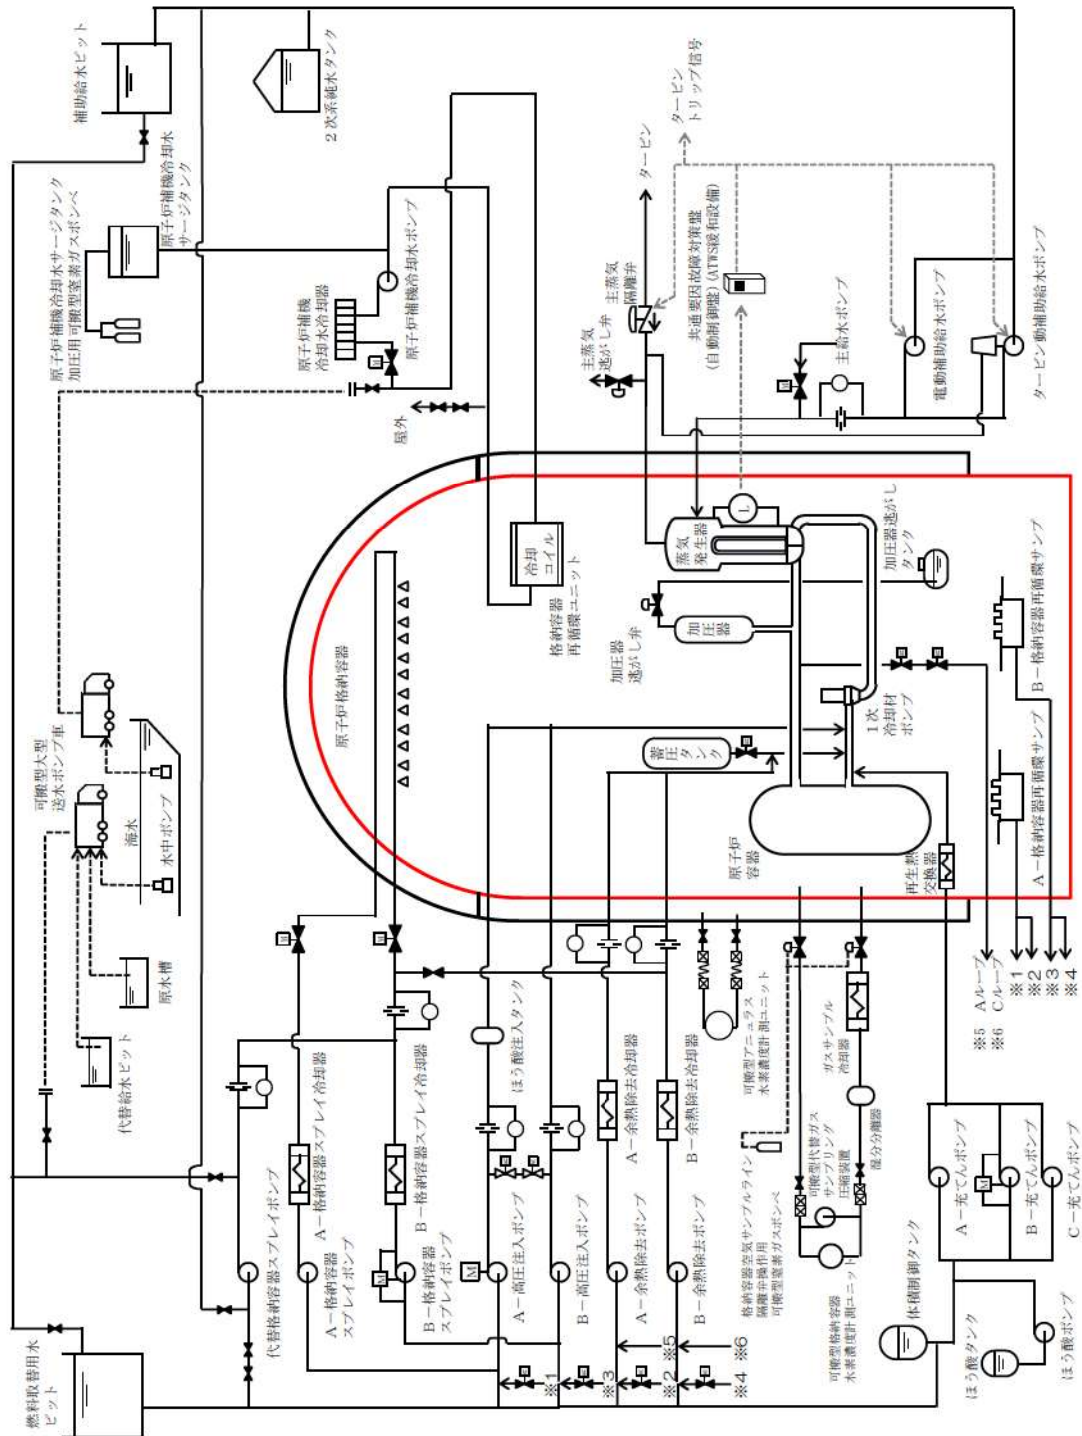 燃料取替用水
ピット
補助給水ピット
2次系純水タンク
原子炉補機冷却水サージタンク
加圧用可搬型窒素ガスボンベ
原子炉補機冷却水
サージタンク
原子炉補機
冷却水冷却器
原子炉補機冷却水ポンプ
屋外
可搬型大型
送水ポンプ車
海水
水中ポンプ
原水槽
代替給水ピット
タービン
タービン
トリップ信号
主蒸気
逃がし弁
主蒸気
隔離弁
共通要因故障対策盤
(自動制御盤)(ATWS緩和設備)
主給水ポンプ
電動補助給水ポンプ
タービン動補助給水ポンプ
原子炉格納容器
冷却
コイル
格納容器
再循環ユニット
蒸気
発生器
L
加圧器
加圧器
逃がし弁
加圧器逃がし
タンク
蓄圧
タンク
1次
冷却材
ポンプ
原子炉
容器
再生熱
交換器
A-格納容器再循環サンプ
B-格納容器再循環サンプ
※5 Aループ
※6 Cループ
※1
※2
※3
※4
代替格納容器スプレイポンプ
A-格納容器スプレイ冷却器
A-格納容器
スプレイポンプ
B-格納容器スプレイ冷却器
B-格納容器
スプレイポンプ
ほう酸注入タンク
A-高圧注入ポンプ
B-高圧注入ポンプ
A-余熱除去冷却器
A-余熱除去ポンプ
B-余熱除去冷却器
B-余熱除去ポンプ
※1
※3
※2
※5
※4
※6
可搬型アニュラス
水素濃度計測ユニット
格納容器空気サンプルライン
隔離弁操作用
可搬型窒素ガスボンベ
可搬型代替ガス
サンプリング
圧縮装置
ガスサンプル
冷却器
湿分分離器
可搬型格納容器
水素濃度計測ユニット
A-充てんポンプ
B-充てんポンプ
C-充てんポンプ
体積制御タンク
ほう酸タンク
ほう酸ポンプ
M
M
M